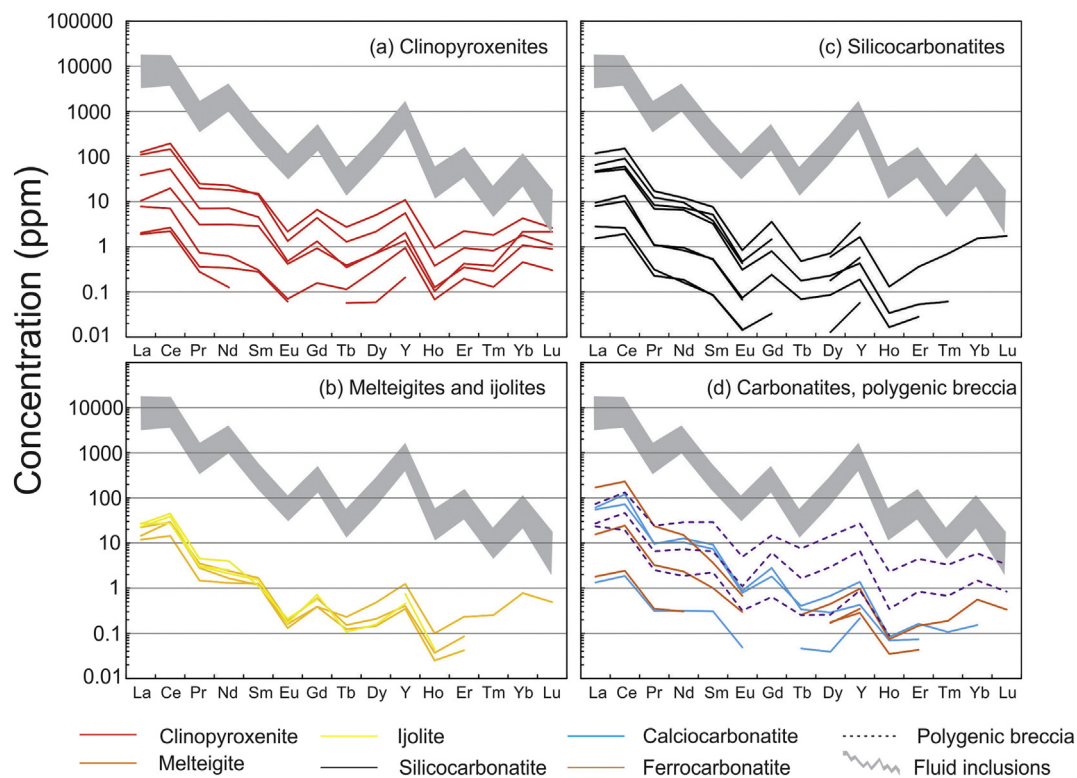 Concentration (ppm)
100000
10000
1000
100
10
1
0.1
0.01
(a) Clinopyroxenites
La Ce Pr Nd Sm Eu Gd Tb Dy Y Ho Er Tm Yb Lu
(c) Silicocarbonatites
La Ce Pr Nd Sm Eu Gd Tb Dy Y Ho Er Tm Yb Lu
10000
1000
100
10
1
0.1
0.01
(b) Melteigites and ijolites
La Ce Pr Nd Sm Eu Gd Tb Dy Y Ho Er Tm Yb Lu
(d) Carbonatites, polygenic breccia
La Ce Pr Nd Sm Eu Gd Tb Dy Y Ho Er Tm Yb Lu
Clinopyroxenite Ijolite Calciocarbonatite Polygenic breccia
Melteigite Silicocarbonatite Ferrocarbonatite Fluid inclusions